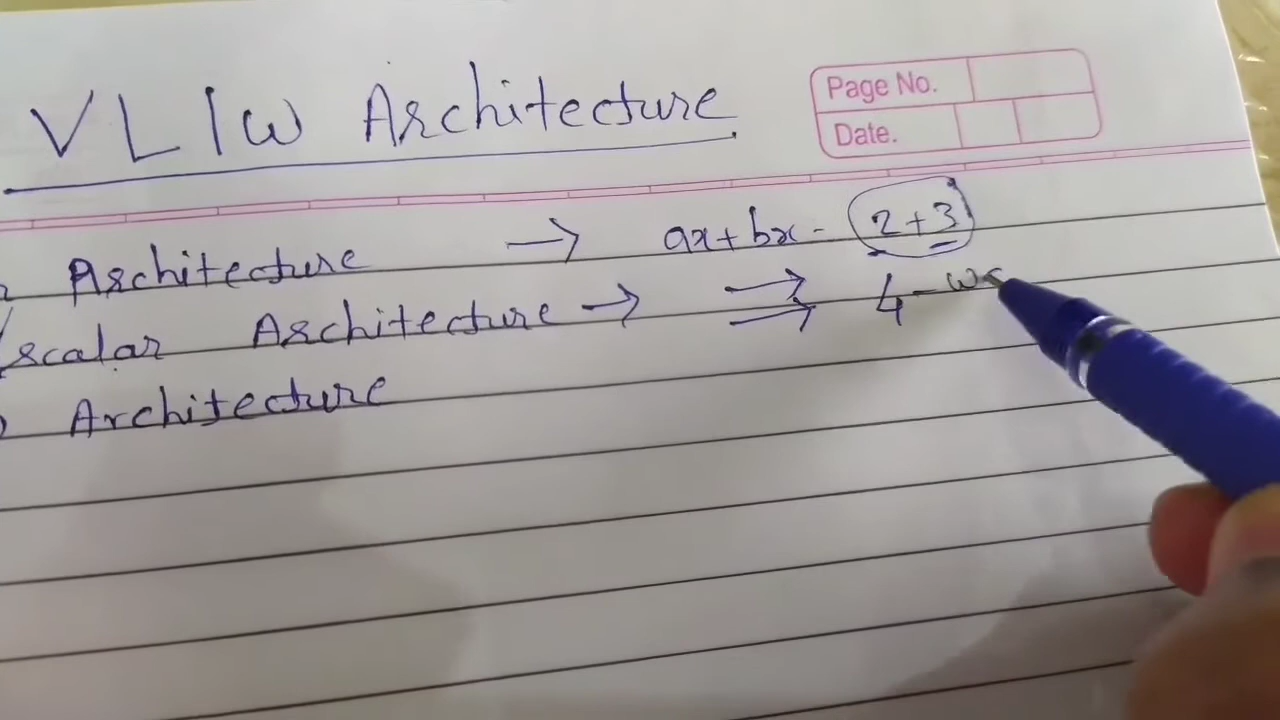 VLIW Architecture
Page No.
Date.
Architecture → ax+bx - 2+3
scalar Architecture → 4-
Architecture